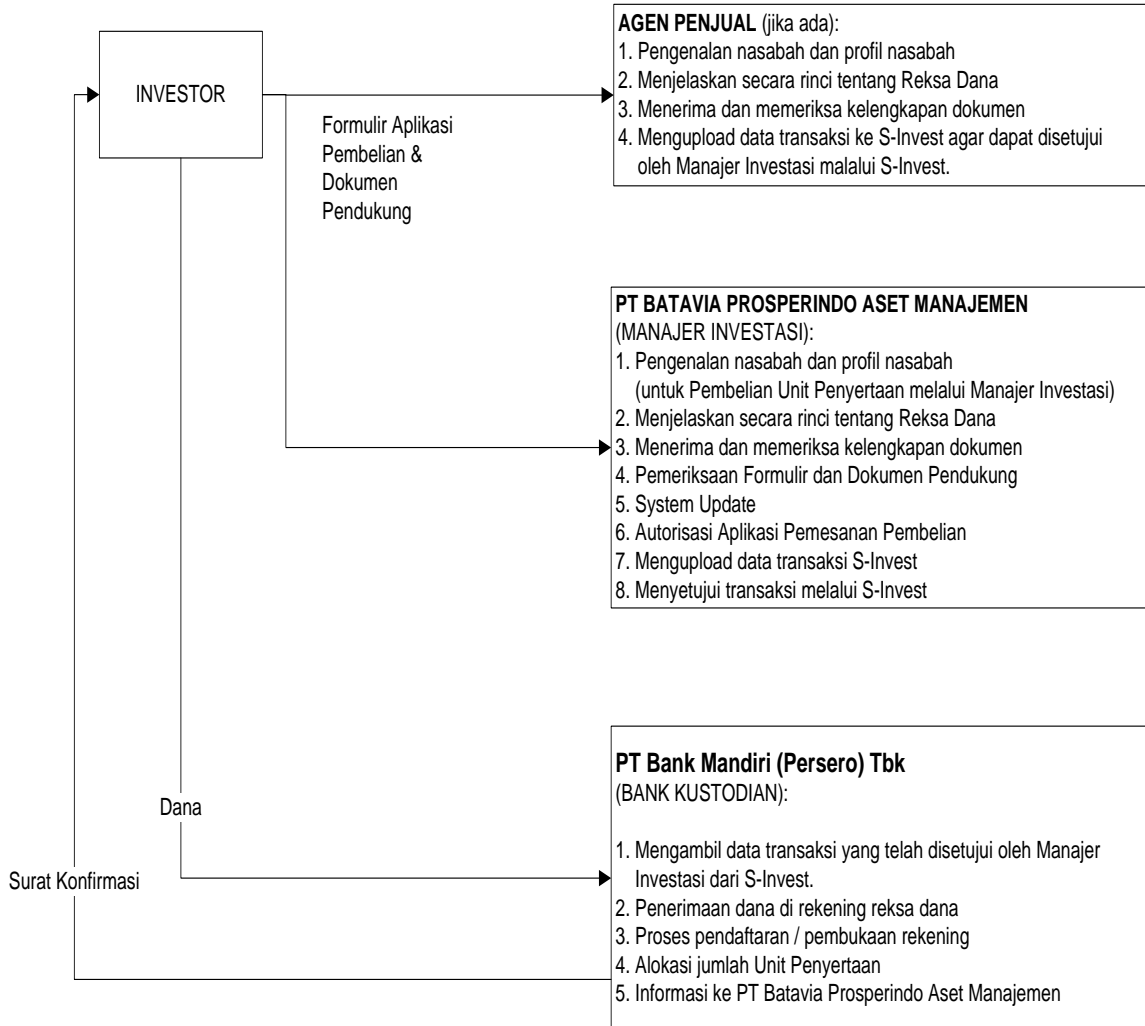 INVESTOR
Formulir Aplikasi
Pembelian &
Dokumen
Pendukung
AGEN PENJUAL (jika ada):
1. Pengenalan nasabah dan profil nasabah
2. Menjelaskan secara rinci tentang Reksa Dana
3. Menerima dan memeriksa kelengkapan dokumen
4. Mengupload data transaksi ke S-Invest agar dapat disetujui
oleh Manajer Investasi malalui S-Invest.
PT BATAVIA PROSPERINDO ASET MANAJEMEN
(MANAJER INVESTASI):
1. Pengenalan nasabah dan profil nasabah
(untuk Pembelian Unit Penyertaan melalui Manajer Investasi)
2. Menjelaskan secara rinci tentang Reksa Dana
3. Menerima dan memeriksa kelengkapan dokumen
4. Pemeriksaan Formulir dan Dokumen Pendukung
5. System Update
6. Autorisasi Aplikasi Pemesanan Pembelian
7. Mengupload data transaksi S-Invest
8. Menyetujui transaksi melalui S-Invest
Dana
Surat Konfirmasi
PT Bank Mandiri (Persero) Tbk
(BANK KUSTODIAN):
1. Mengambil data transaksi yang telah disetujui oleh Manajer
Investasi dari S-Invest.
2. Penerimaan dana di rekening reksa dana
3. Proses pendaftaran / pembukaan rekening
4. Alokasi jumlah Unit Penyertaan
5. Informasi ke PT Batavia Prosperindo Aset Manajemen